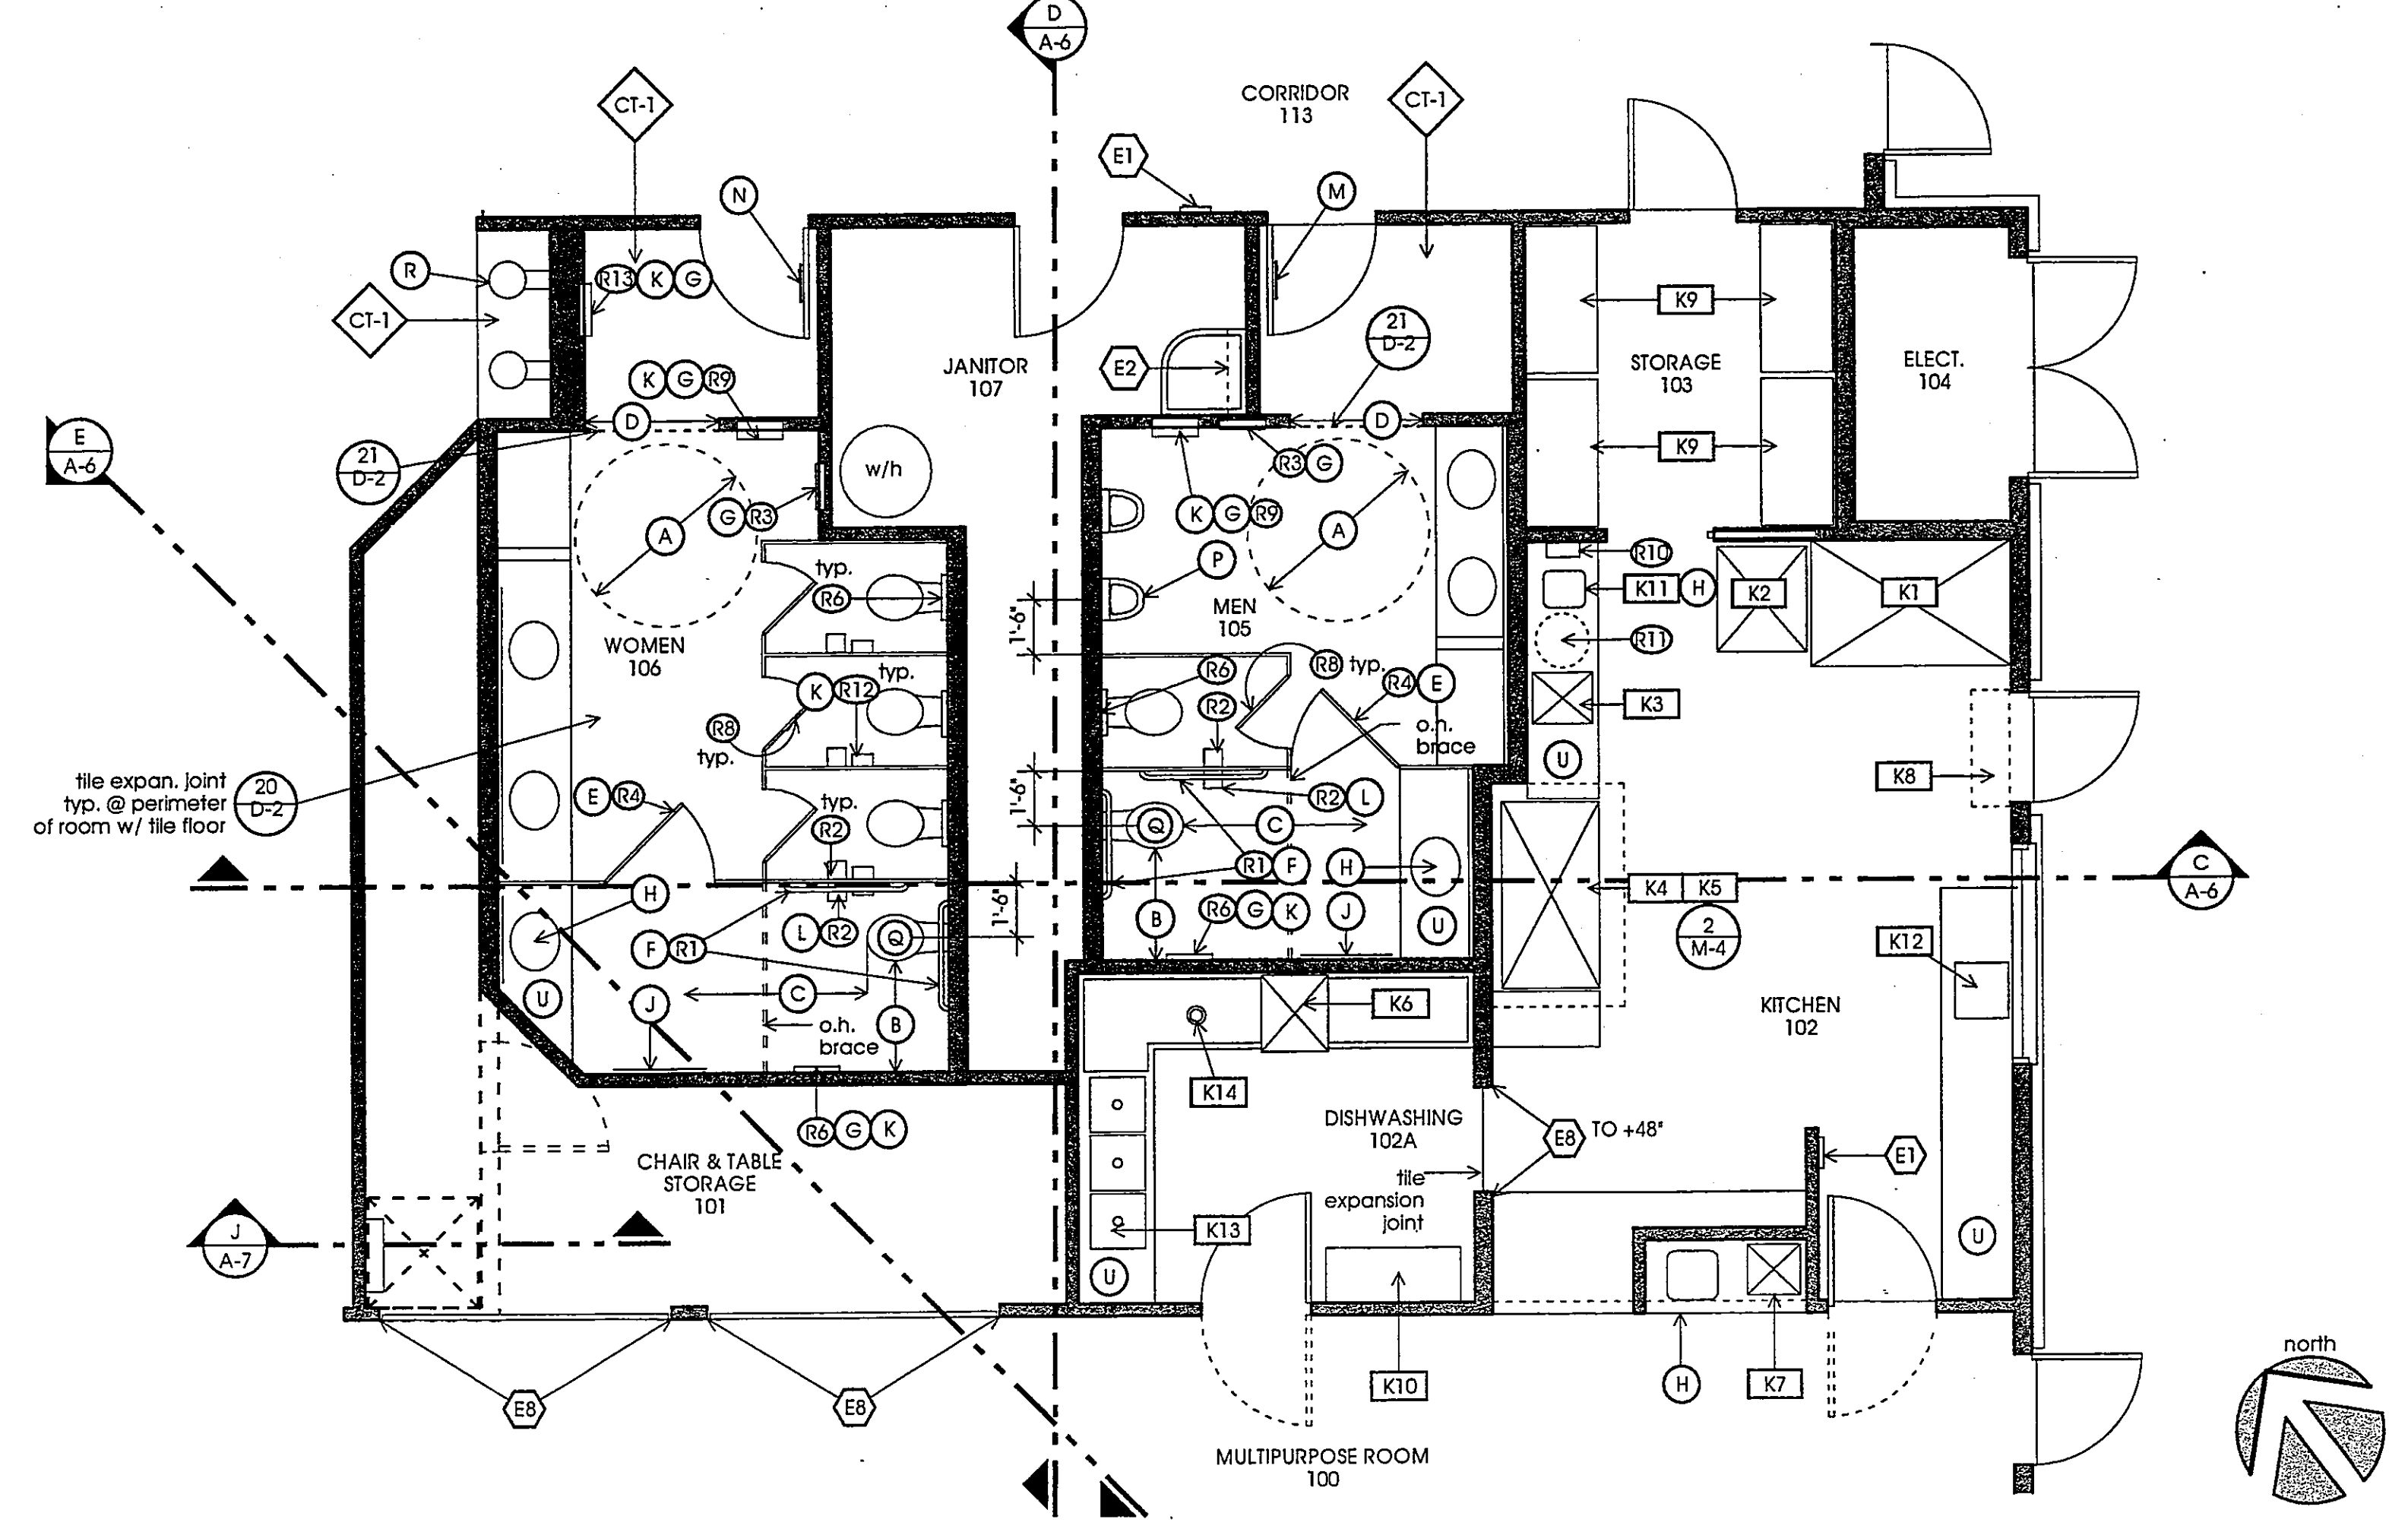 D
A-6
CT-1
CORRIDOR
113
CT-1
E1
N
M
R
R13 K G
CT-1
K9
21
D-2
JANITOR
107
E2
STORAGE
103
ELECT.
104
K G R9
D
D
E
A-6
21
D-2
w/h
R3 G
K9
G R3
A
K G R9
A
typ.
R6
P
R10
K11 H
K2
K1
1'-6"
MEN
105
WOMEN
106
R11
typ.
K R12
R6
R8 typ.
R4 E
R2
K3
R8
typ.
o.h.
brace
U
tile expan. joint
typ. @ perimeter
of room w/ tile floor
20
D-2
E R4
typ.
R2
1'-6"
R2 L
Q
C
K8
R1 F
H
C
A-6
H
K4 K5
1'-6"
B
R6 G K
J
U
2
M-4
K12
F R1
L R2
Q
U
J
C
B
o.h.
brace
K6
KITCHEN
102
K14
R6 G K
DISHWASHING
102A
E8 TO +48"
E1
CHAIR & TABLE
STORAGE
101
tile
expansion
joint
J
A-7
K13
U
U
E8
E8
K10
H
K7
north
MULTIPURPOSE ROOM
100